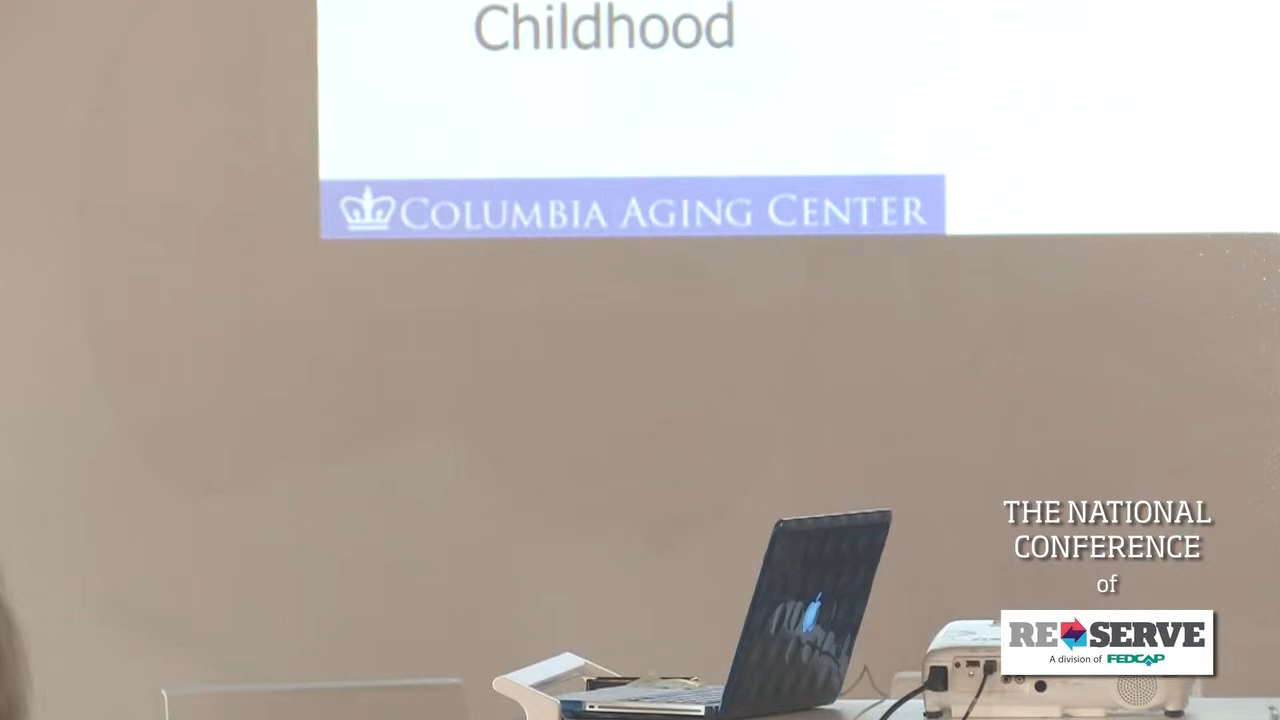 Childhood
COLUMBIA AGING CENTER
THE NATIONAL
CONFERENCE
of
RESERVE
A division of FEDCAP